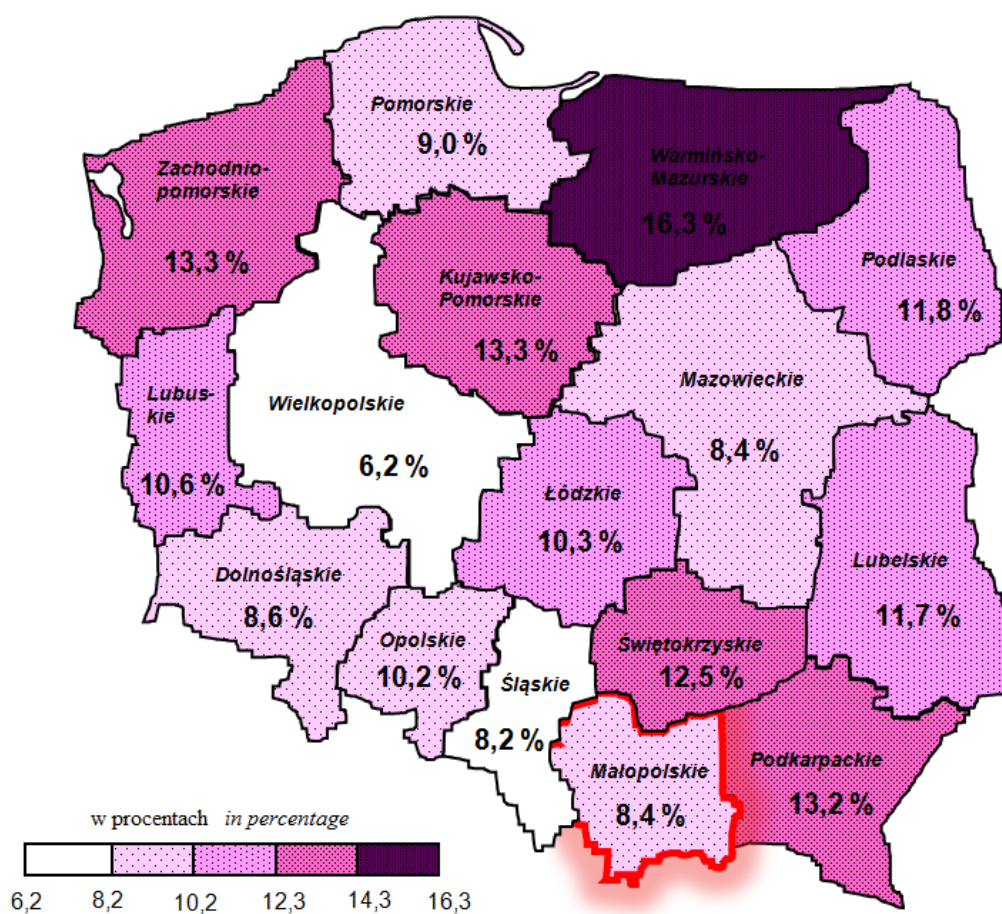 Pomorskie
9,0 %
Warmińsko-
Mazurskie
16,3 %
Zachodnio-
pomorskie
13,3 %
Podlaskie
11,8 %
Kujawsko-
Pomorskie
13,3 %
Mazowieckie
8,4 %
Lubus-
kie
10,6 %
Wielkopolskie
6,2 %
Łódzkie
10,3 %
Lubelskie
11,7 %
Dolnośląskie
8,6 %
Opolskie
10,2 %
Śląskie
8,2 %
Świętokrzyskie
12,5 %
Małopolskie
8,4 %
Podkarpackie
13,2 %
w procentach in percentage
6,2 8,2 10,2 12,3 14,3 16,3